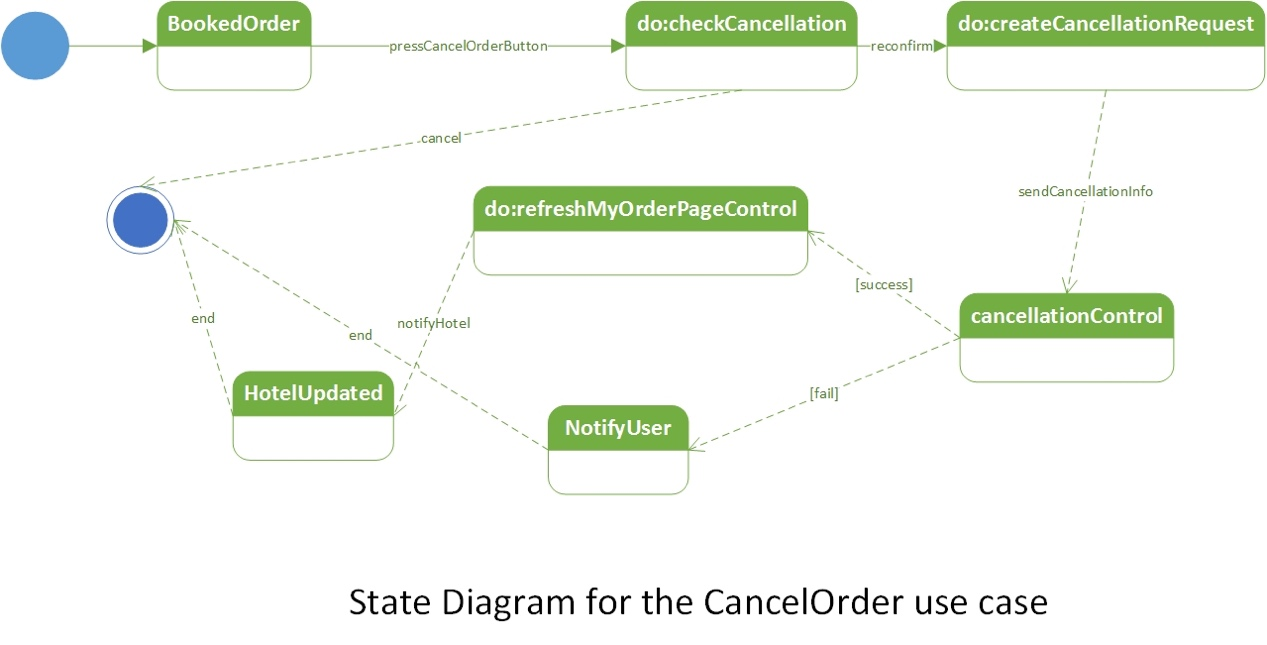 BookedOrder
pressCancelOrderButton
do:checkCancellation
reconfirm
do:createCancellationRequest
cancel
sendCancellationInfo
do:refreshMyOrderPageControl
[success]
cancellationControl
end
notifyHotel
end
HotelUpdated
[fail]
NotifyUser
State Diagram for the CancelOrder use case